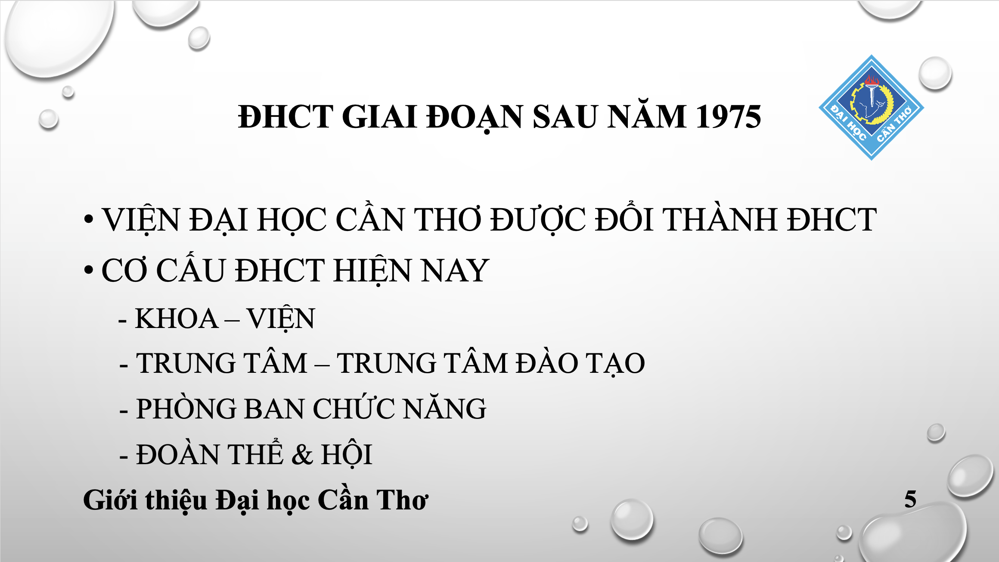 ĐHCT GIAI ĐOẠN SAU NĂM 1975
ĐẠI HỌC CẦN THƠ
• VIỆN ĐẠI HỌC CẦN THƠ ĐƯỢC ĐỔI THÀNH ĐHCT
• CƠ CẤU ĐHCT HIỆN NAY
- KHOA – VIỆN
- TRUNG TÂM – TRUNG TÂM ĐÀO TẠO
- PHÒNG BAN CHỨC NĂNG
- ĐOÀN THỂ & HỘI
Giới thiệu Đại học Cần Thơ
5